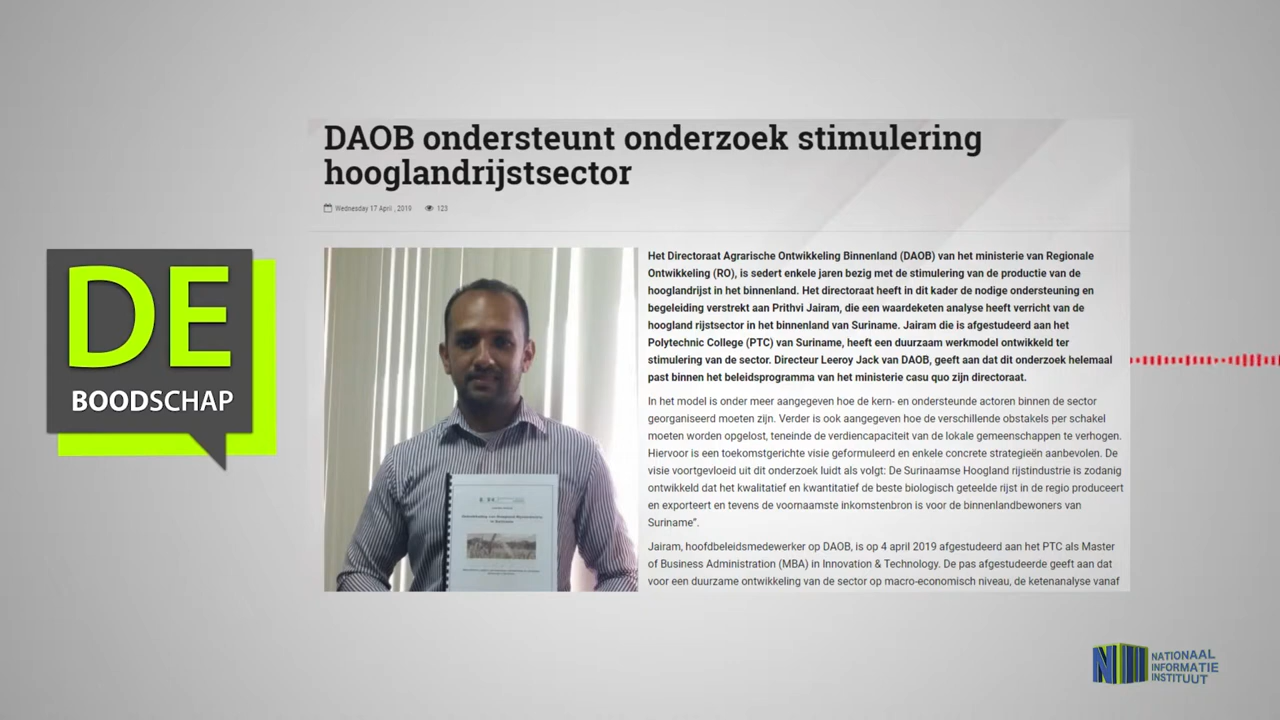 DAOB ondersteunt onderzoek stimulering
hooglandrijstsector
Wednesday 17 April , 2019 123
DE
BOODSCHAP
Het Directoraat Agrarische Ontwikkeling Binnenland (DAOB) van het ministerie van Regionale
Ontwikkeling (RO), is sedert enkele jaren bezig met de stimulering van de productie van de
hooglandrijst in het binnenland. Het directoraat heeft in dit kader de nodige ondersteuning en
begeleiding verstrekt aan Prithvi Jairam, die een waardeketen analyse heeft verricht van de
hoogland rijstsector in het binnenland van Suriname. Jairam die is afgestudeerd aan het
Polytechnic College (PTC) van Suriname, heeft een duurzaam werkmodel ontwikkeld ter
stimulering van de sector. Directeur Leeroy Jack van DAOB, geeft aan dat dit onderzoek helemaal
past binnen het beleidsprogramma van het ministerie casu quo zijn directoraat.
In het model is onder meer aangegeven hoe de kern- en ondersteunde actoren binnen de sector
georganiseerd moeten zijn. Verder is ook aangegeven hoe de verschillende obstakels per schakel
moeten worden opgelost, teneinde de verdiencapaciteit van de lokale gemeenschappen te verhogen.
Hiervoor is een toekomstgerichte visie geformuleerd en enkele concrete strategieën aanbevolen. De
visie voortgevloeid uit dit onderzoek luidt als volgt: De Surinaamse Hoogland rijstindustrie is zodanig
ontwikkeld dat het kwalitatief en kwantitatief de beste biologisch geteelde rijst in de regio produceert
en exporteert en tevens de voornaamste inkomstenbron is voor de binnenlandbewoners van
Suriname”.
Jairam, hoofdbeleidsmedewerker op DAOB, is op 4 april 2019 afgestudeerd aan het PTC als Master
of Business Administration (MBA) in Innovation & Technology. De pas afgestudeerde geeft aan dat
voor een duurzame ontwikkeling van de sector op macro-economisch niveau, de ketenanalyse vanaf
NII NATIONAAL
INFORMATIE
INSTITUUT